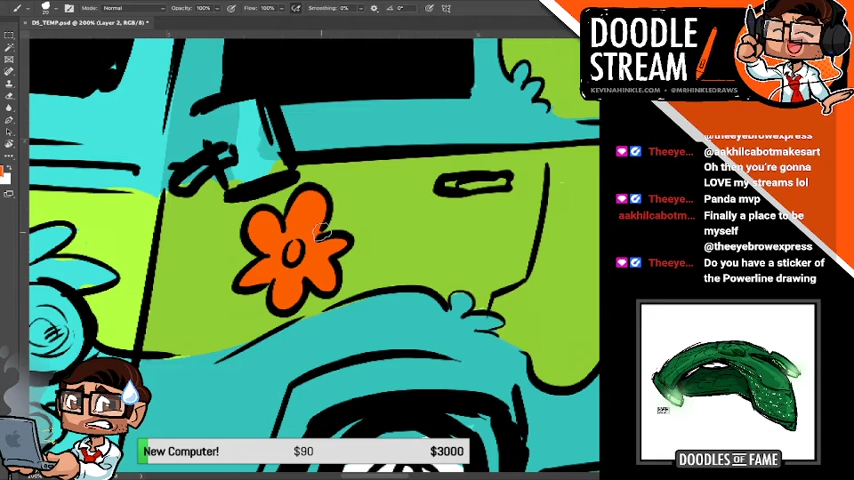 Mode: Normal
Opacity: 100%
Flow: 100%
Smoothing: 0%
0°
DS_TEMP.psd @ 200% (Layer 2, RGB/8) *
DOODLE
STREAM
KEVINAHINKLE.COM • @MRHINKLEDRAWS
@theeyebrowexpress
Theeye... @aakhilcabotmakesart
Oh then you're gonna
LOVE my streams lol
Theeye... Panda mvp
aakhilcabotm... Finally a place to be
myself
@theeyebrowexpress
Theeye... Do you have a sticker of
the Powerline drawing
New Computer! $90 $3000
DOODLES OF FAME